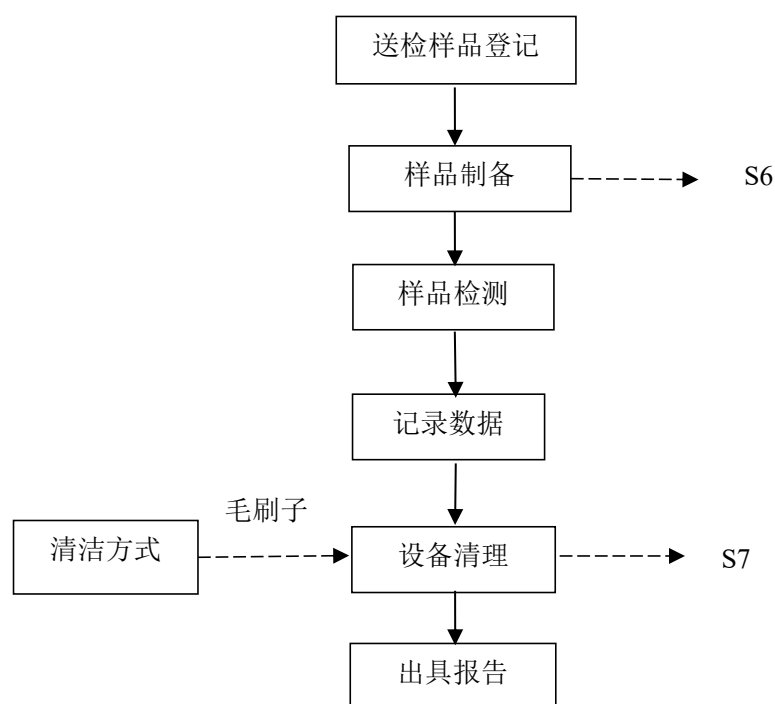 送检样品登记
样品制备
S6
样品检测
记录数据
毛刷子
清洁方式
设备清理
S7
出具报告